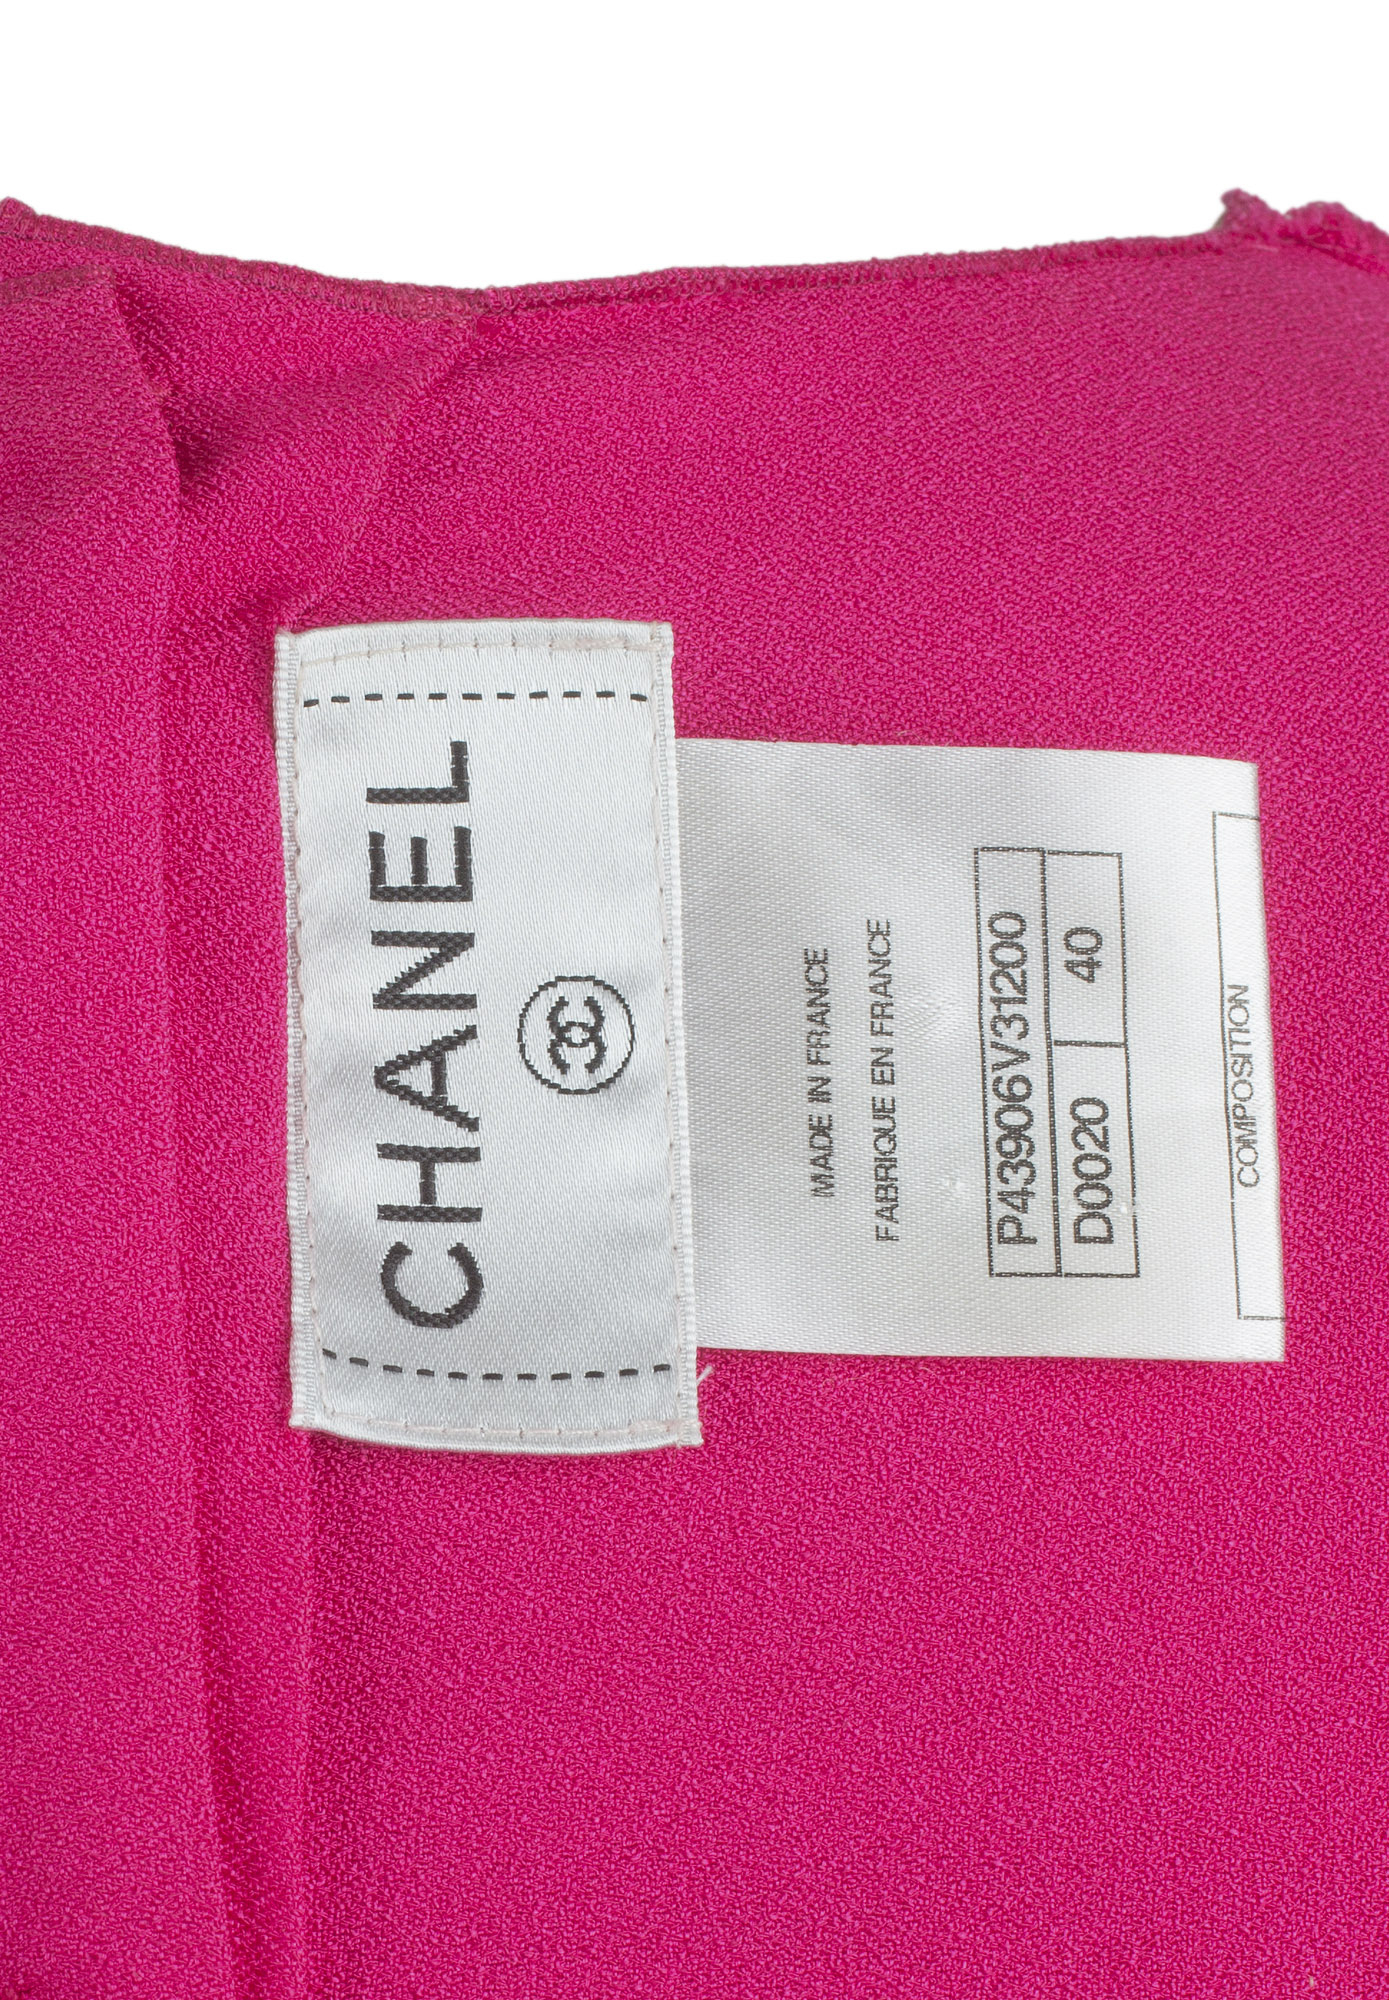 CHANEL
MADE IN FRANCE
FABRIQUE EN FRANCE
P43906V31200
D0020 40
COMPOSITION